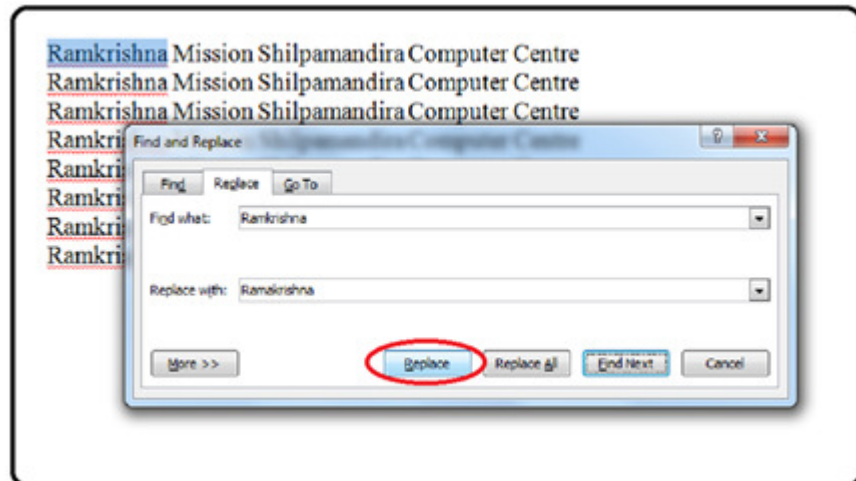 Ramkrishna Mission Shilpamandira Computer Centre
Ramkrishna Mission Shilpamandira Computer Centre
Ramkrishna Mission Shilpamandira Computer Centre
Ramkri
Find and Replace
Ramkri
Find Replace Go To
Ramkri
Find what: Ramkrishna
Ramkri
Ramkri
Replace with: Ramakrishna
More >> Replace Replace All Find Next Cancel